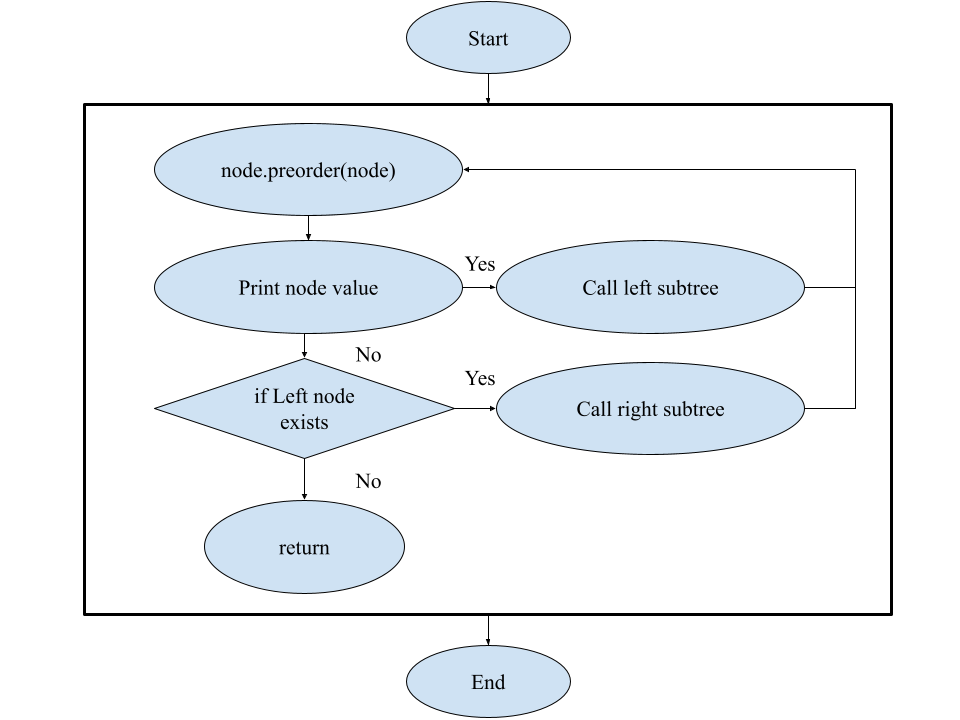 Start
node.preorder(node)
Print node value
Yes
Call left subtree
No
if Left node
exists
Yes
Call right subtree
No
return
End